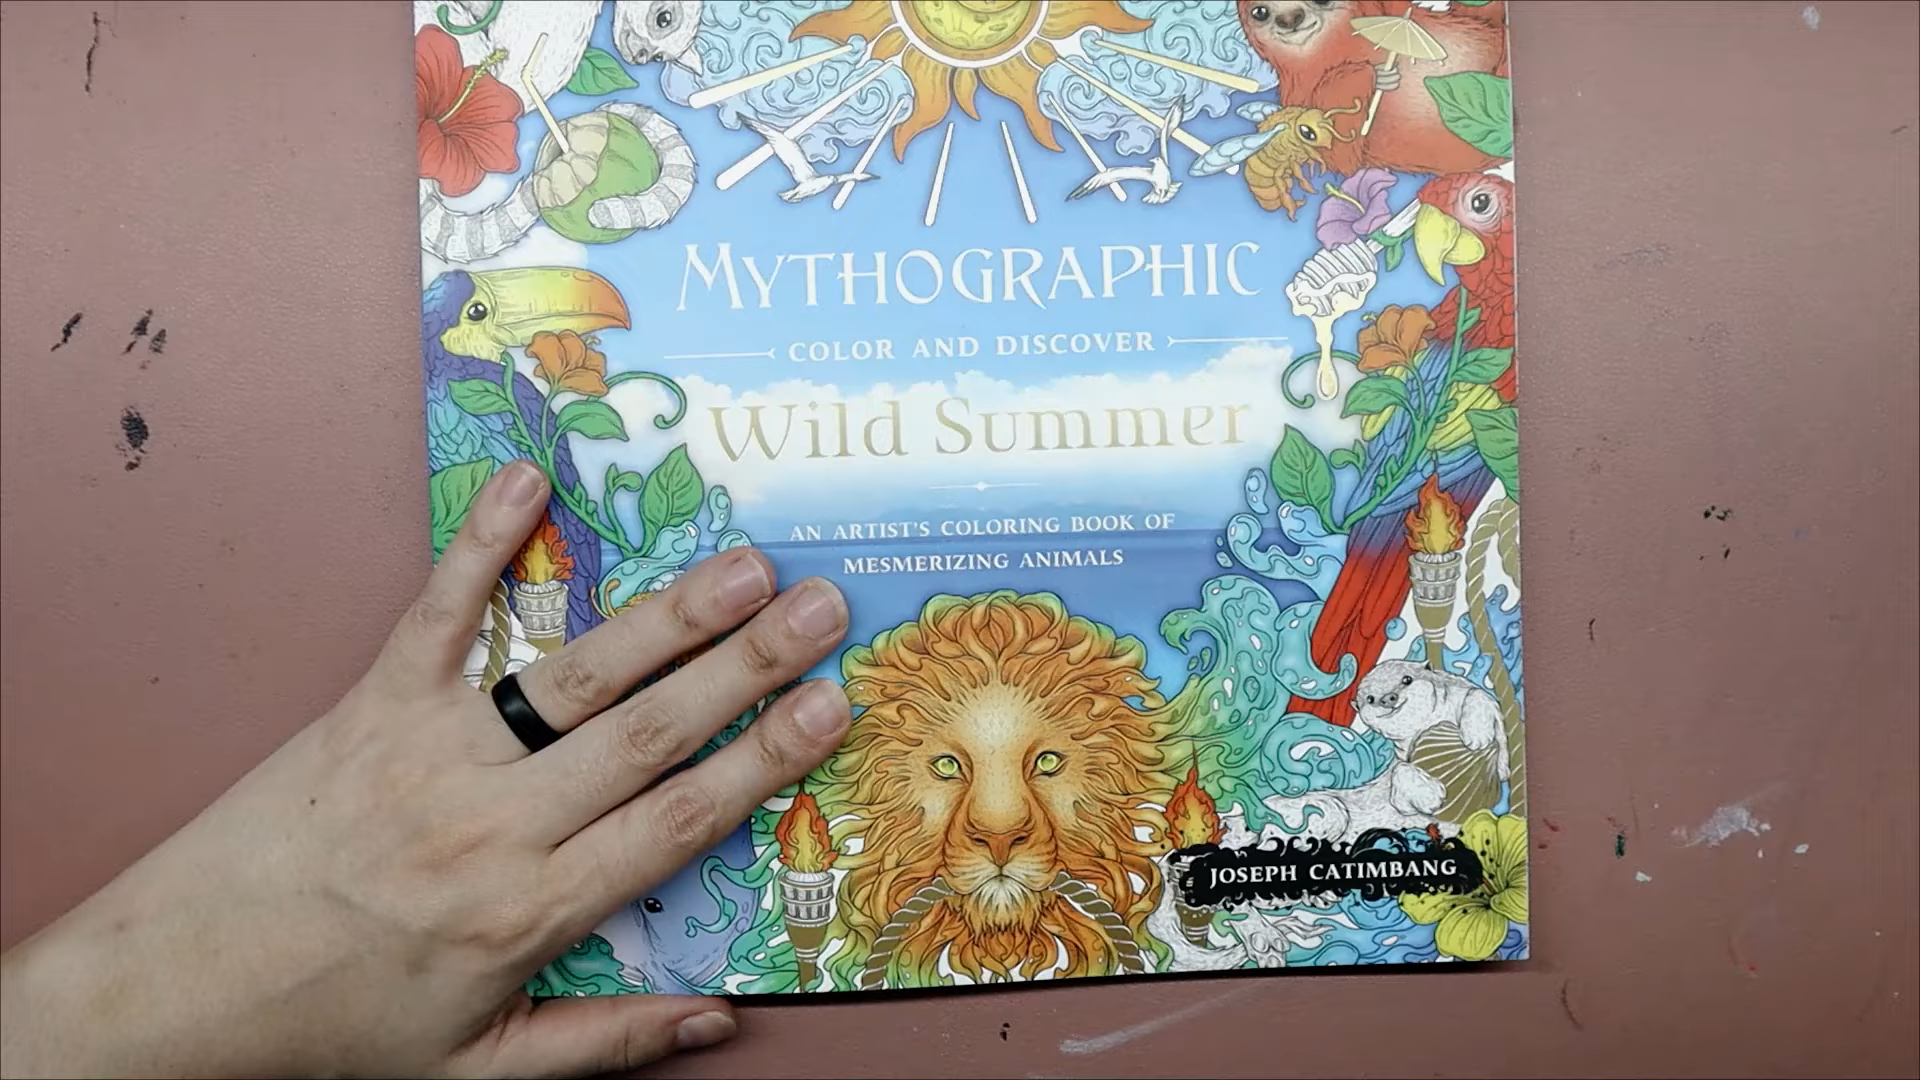 MYTHOGRAPHIC
COLOR AND DISCOVER
Wild Summer
AN ARTIST'S COLORING BOOK OF
MESMERIZING ANIMALS
JOSEPH CATIMBANG